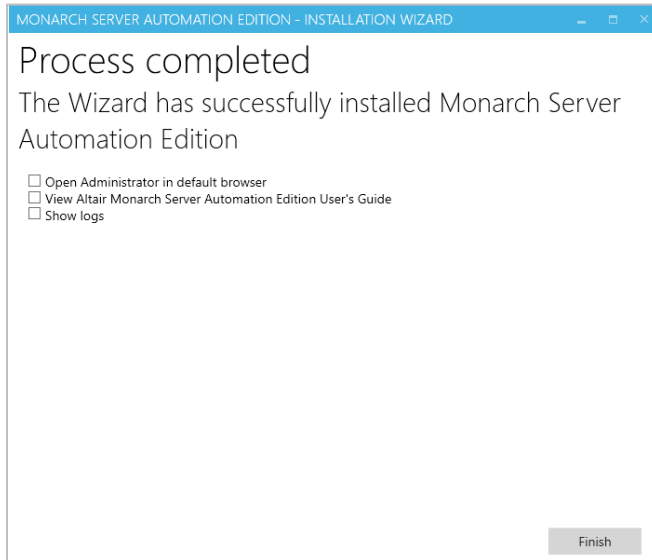 MONARCH SERVER AUTOMATION EDITION - INSTALLATION WIZARD
Process completed
The Wizard has successfully installed Monarch Server
Automation Edition
Open Administrator in default browser
View Altair Monarch Server Automation Edition User's Guide
Show logs
Finish